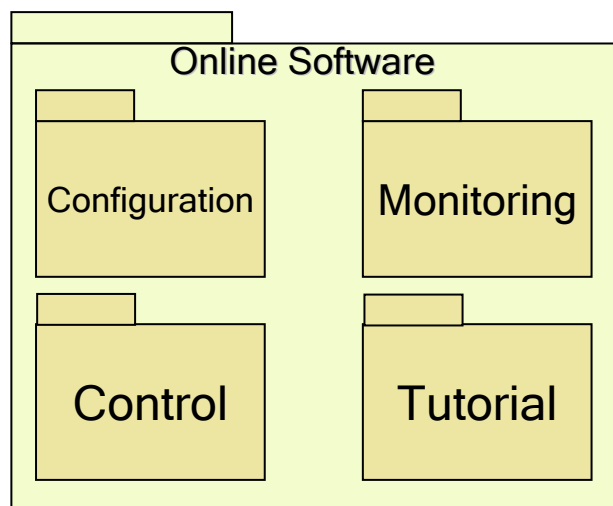 Online Software
Configuration
Monitoring
Control
Tutorial